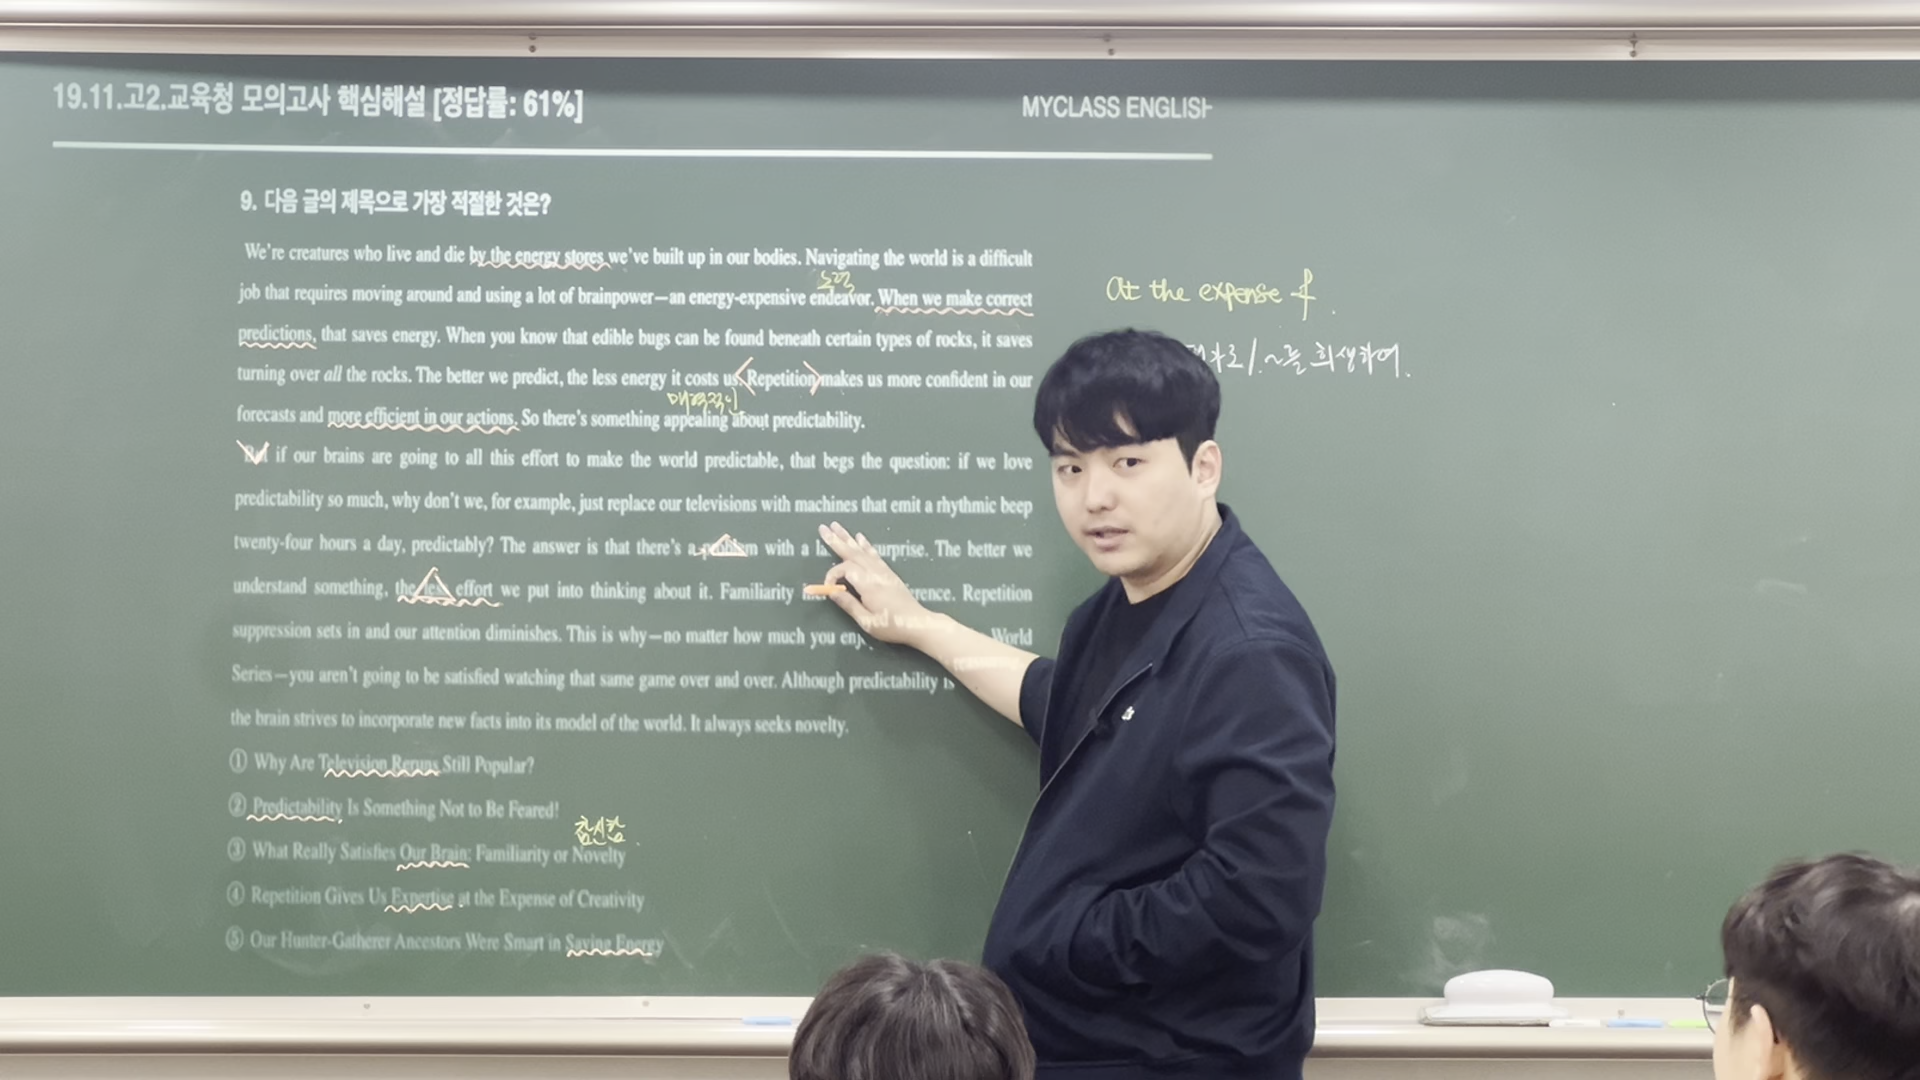 19.11.고2.교육청 모의고사 핵심해설 [정답률: 61%]
MYCLASS ENGLISH
9. 다음 글의 제목으로 가장 적절한 것은?
We're creatures who live and die by the energy stores we've built up in our bodies. Navigating the world is a difficult
노력
job that requires moving around and using a lot of brainpower—an energy-expensive endeavor. When we make correct
predictions, that saves energy. When you know that edible bugs can be found beneath certain types of rocks, it saves
turning over all the rocks. The better we predict, the less energy it costs us. Repetition makes us more confident in our
매력적인
forecasts and more efficient in our actions. So there's something appealing about predictability.
But if our brains are going to all this effort to make the world predictable, that begs the question: if we love
predictability so much, why don't we, for example, just replace our televisions with machines that emit a rhythmic beep
twenty-four hours a day, predictably? The answer is that there's a problem with a surprise. The better we
understand something, the less effort we put into thinking about it. Familiarity Repetition
suppression sets in and our attention diminishes. This is why—no matter how much you enjoyed watching World
Series—you aren't going to be satisfied watching that same game over and over. Although predictability is reassuring,
the brain strives to incorporate new facts into its model of the world. It always seeks novelty.
① Why Are Television Reruns Still Popular?
② Predictability Is Something Not to Be Feared!
참신함.
③ What Really Satisfies Our Brain: Familiarity or Novelty
④ Repetition Gives Us Expertise at the Expense of Creativity
⑤ Our Hunter-Gatherer Ancestors Were Smart in Saving Energy
At the expense of.
/.~를 희생하여.